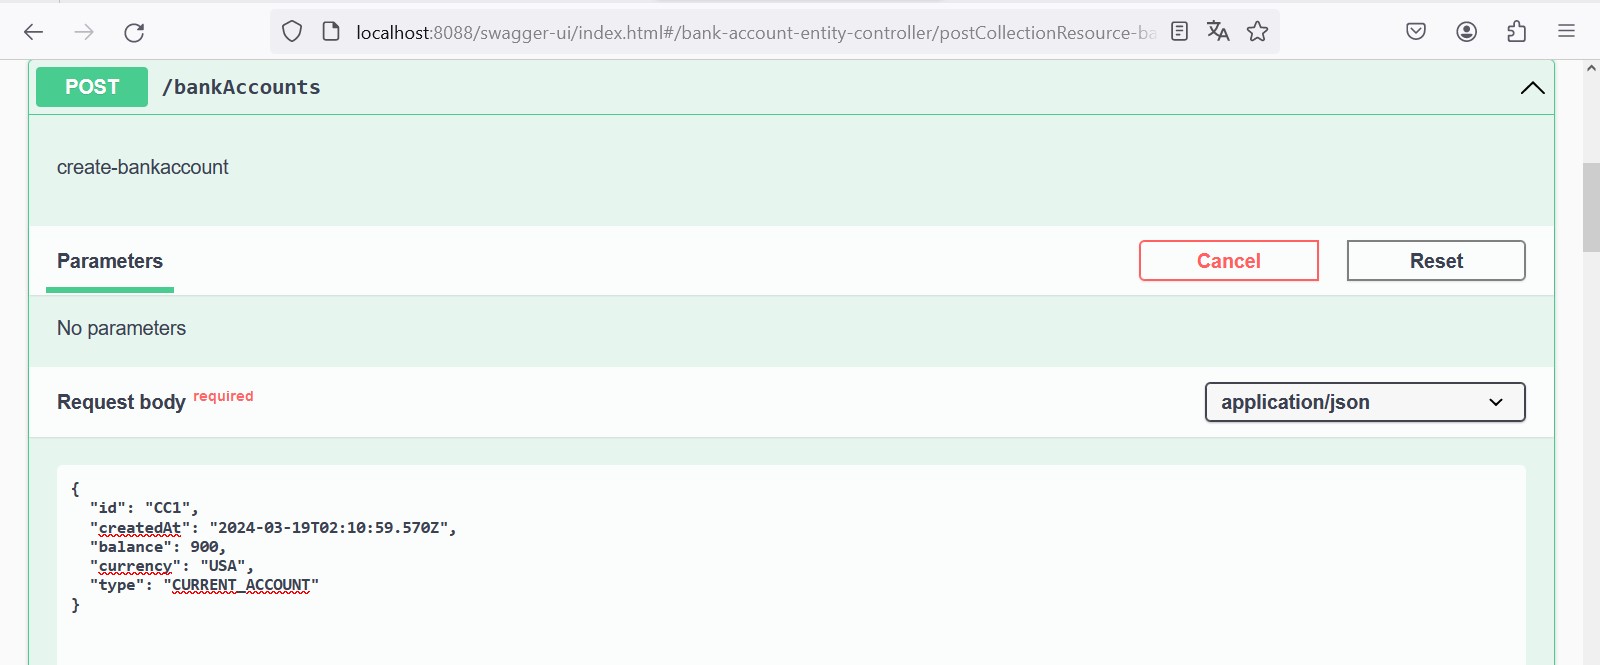 localhost:8088/swagger-ui/index.html#/bank-account-entity-controller/postCollectionResource-ba
POST /bankAccounts
create-bankaccount
Parameters Cancel Reset
No parameters
Request body required application/json
{
"id": "CC1",
"createdAt": "2024-03-19T02:10:59.570Z",
"balance": 900,
"currency": "USA",
"type": "CURRENT_ACCOUNT"
}